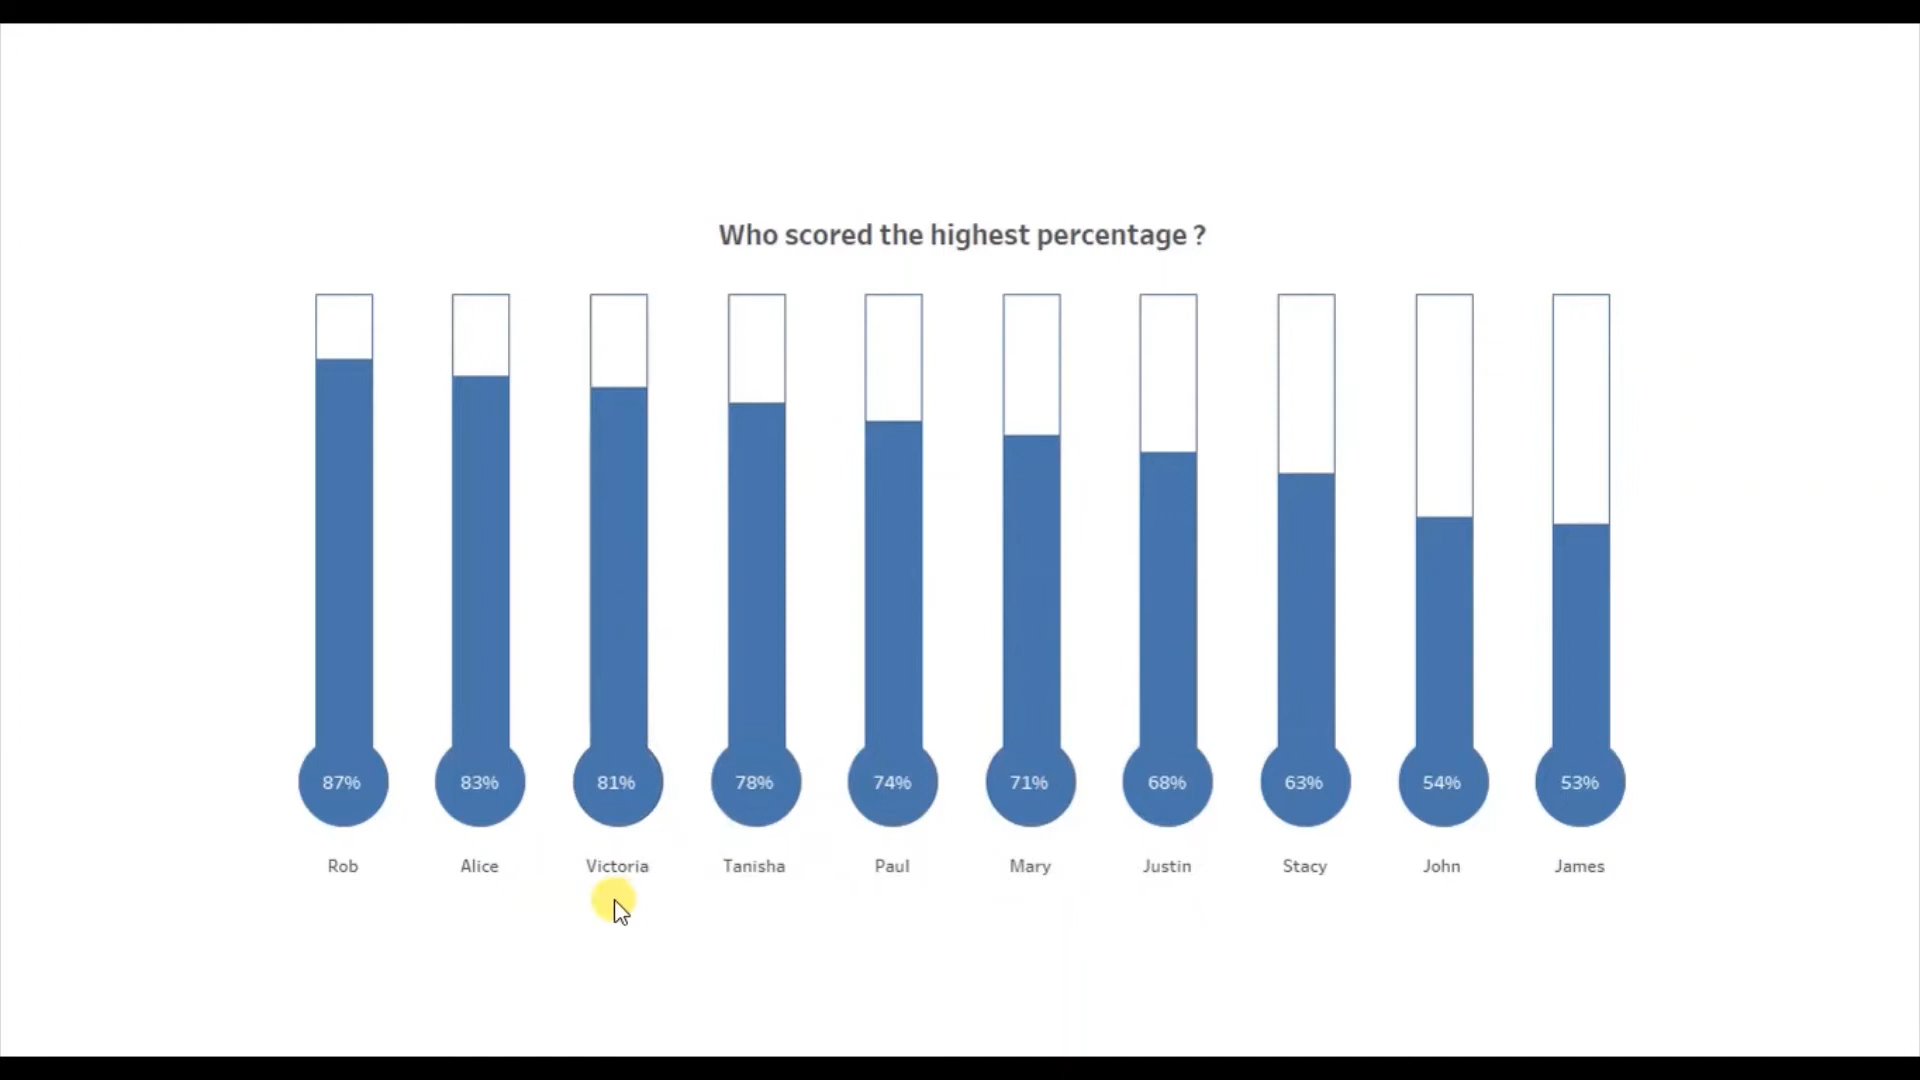 Who scored the highest percentage ?
87% 83% 81% 78% 74% 71% 68% 63% 54% 53%
Rob Alice Victoria Tanisha Paul Mary Justin Stacy John James